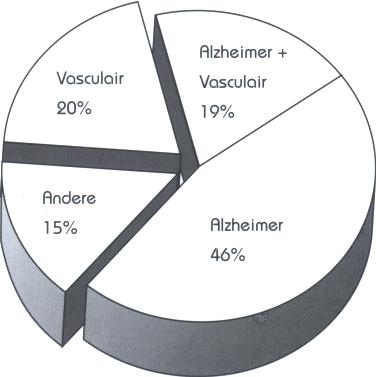 Alzheimer +
Vasculair
19%
Vasculair
20%
Andere
15%
Alzheimer
46%